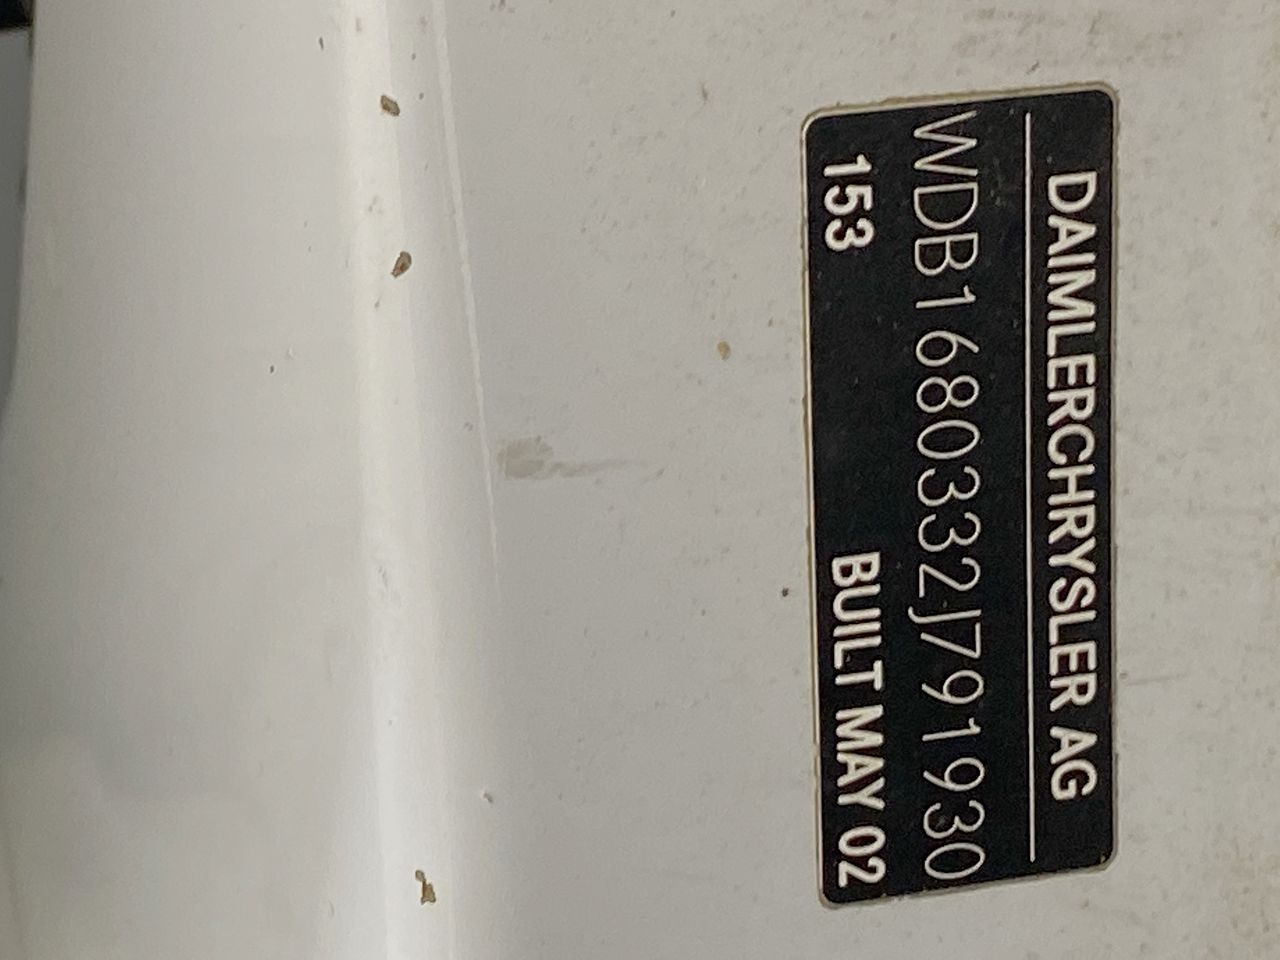 DAIMLERCHRYSLER AG
WDB1680332J791930
153 BUILT MAY 02